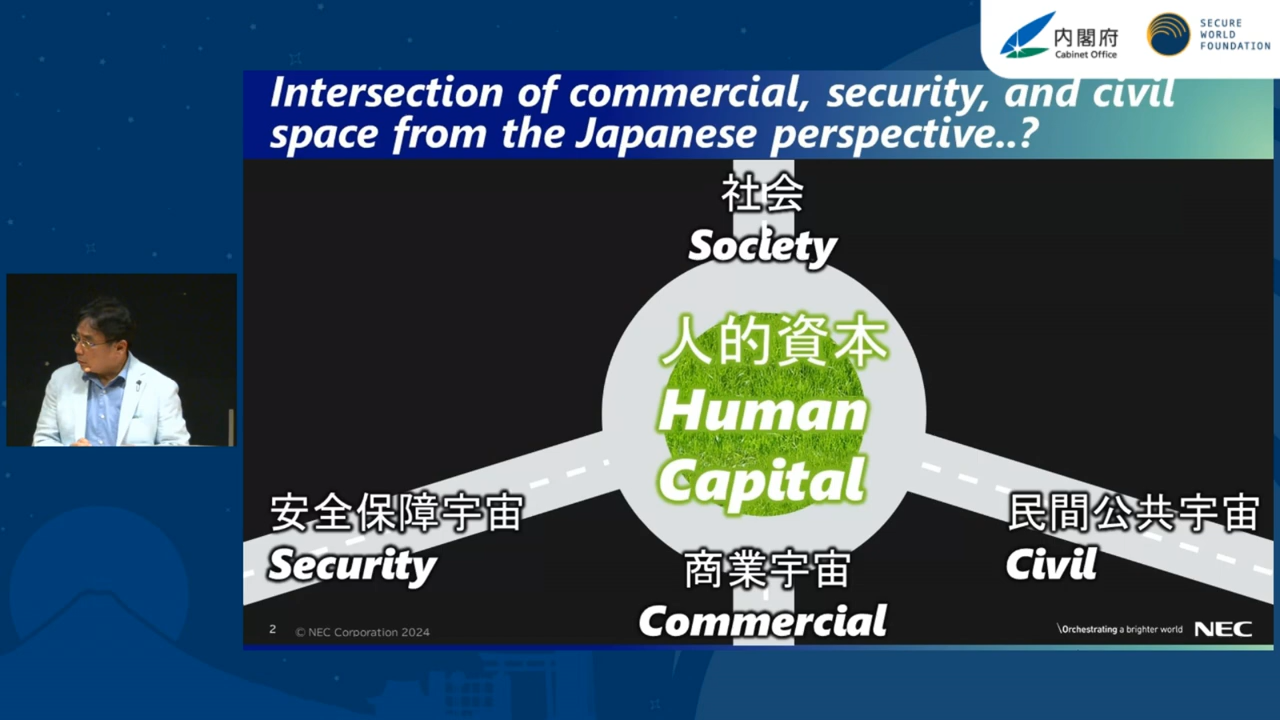 内閣府
Cabinet Office
SECURE
WORLD
FOUNDATION
Intersection of commercial, security, and civil
space from the Japanese perspective..?
社会
Society
人的資本
Human
Capital
安全保障宇宙
Security
民間公共宇宙
Civil
商業宇宙
Commercial
2
© NEC Corporation 2024
\Orchestrating a brighter world
NEC